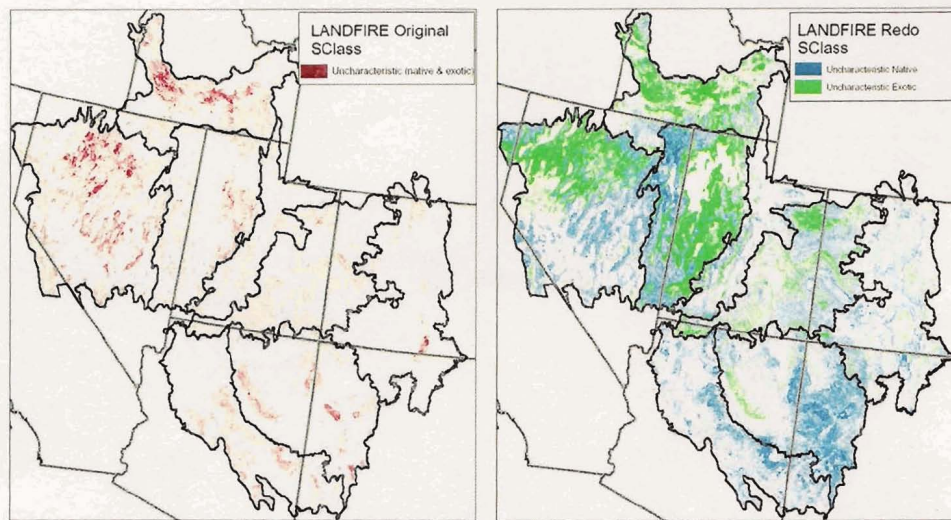 LANDFIRE Original
SClass
Uncharacteristic (native & exotic)
LANDFIRE Redo
SClass
Uncharacteristic Native
Uncharacteristic Exotic